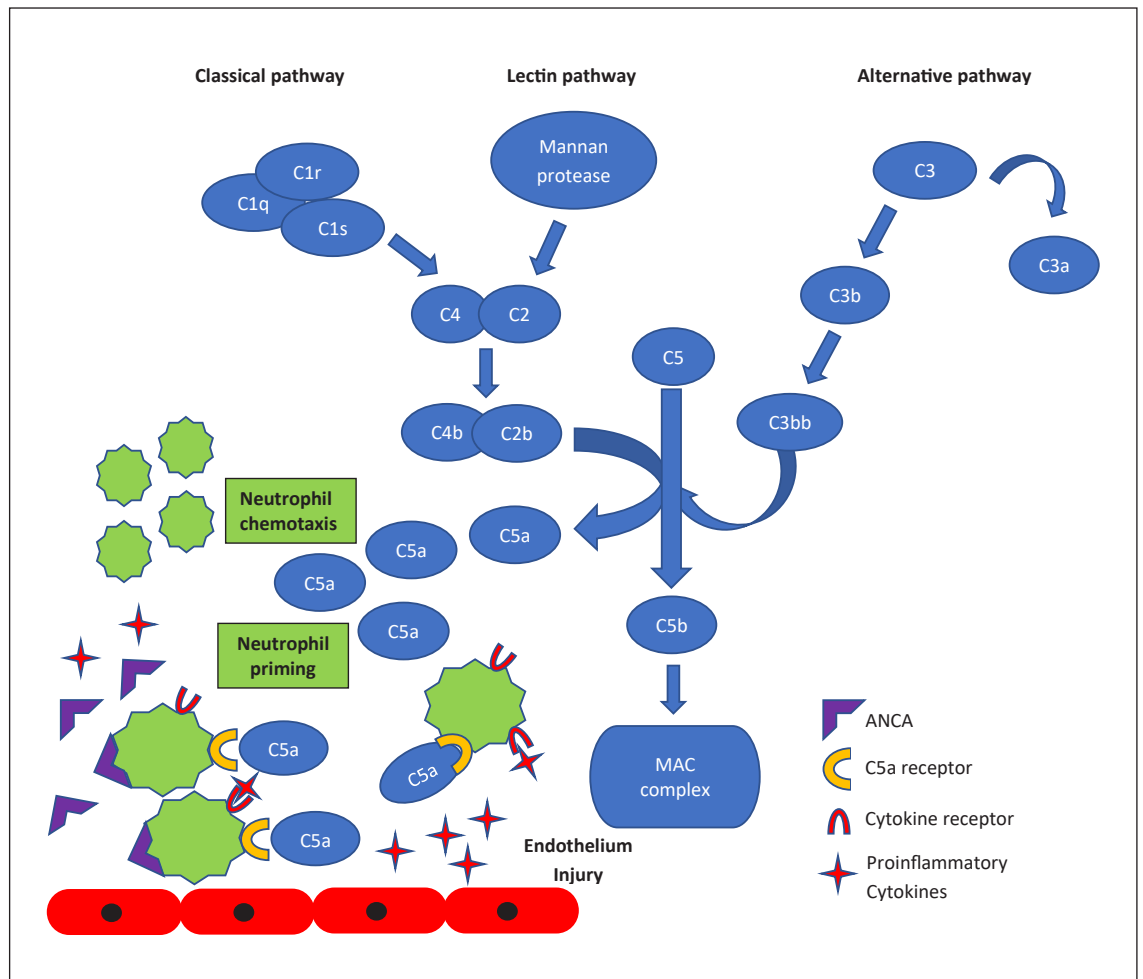 Classical pathway
Lectin pathway
Alternative pathway
Mannan
protease
C1r
C1q
C1s
C3
C3a
C3b
C4
C2
C5
C3bb
C4b
C2b
Neutrophil
chemotaxis
C5a
C5a
C5a
C5a
C5b
Neutrophil
priming
C5a
C5a
C5a
MAC
complex
Endothelium
Injury
ANCA
C5a receptor
Cytokine receptor
Proinflammatory
Cytokines